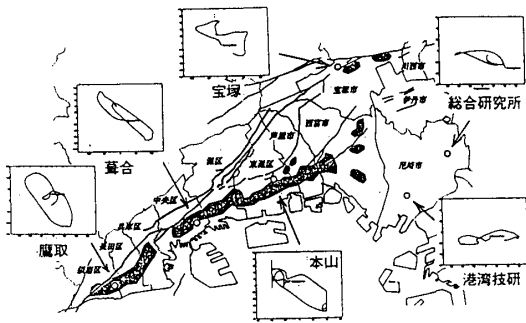 宝塚
総合研究所
川西市
宝塚市
伊丹市
葺合
芦屋市
西宮市
灘区
東灘区
尼崎市
鷹取
中央区
兵庫区
長田区
須磨区
本山
港湾技研